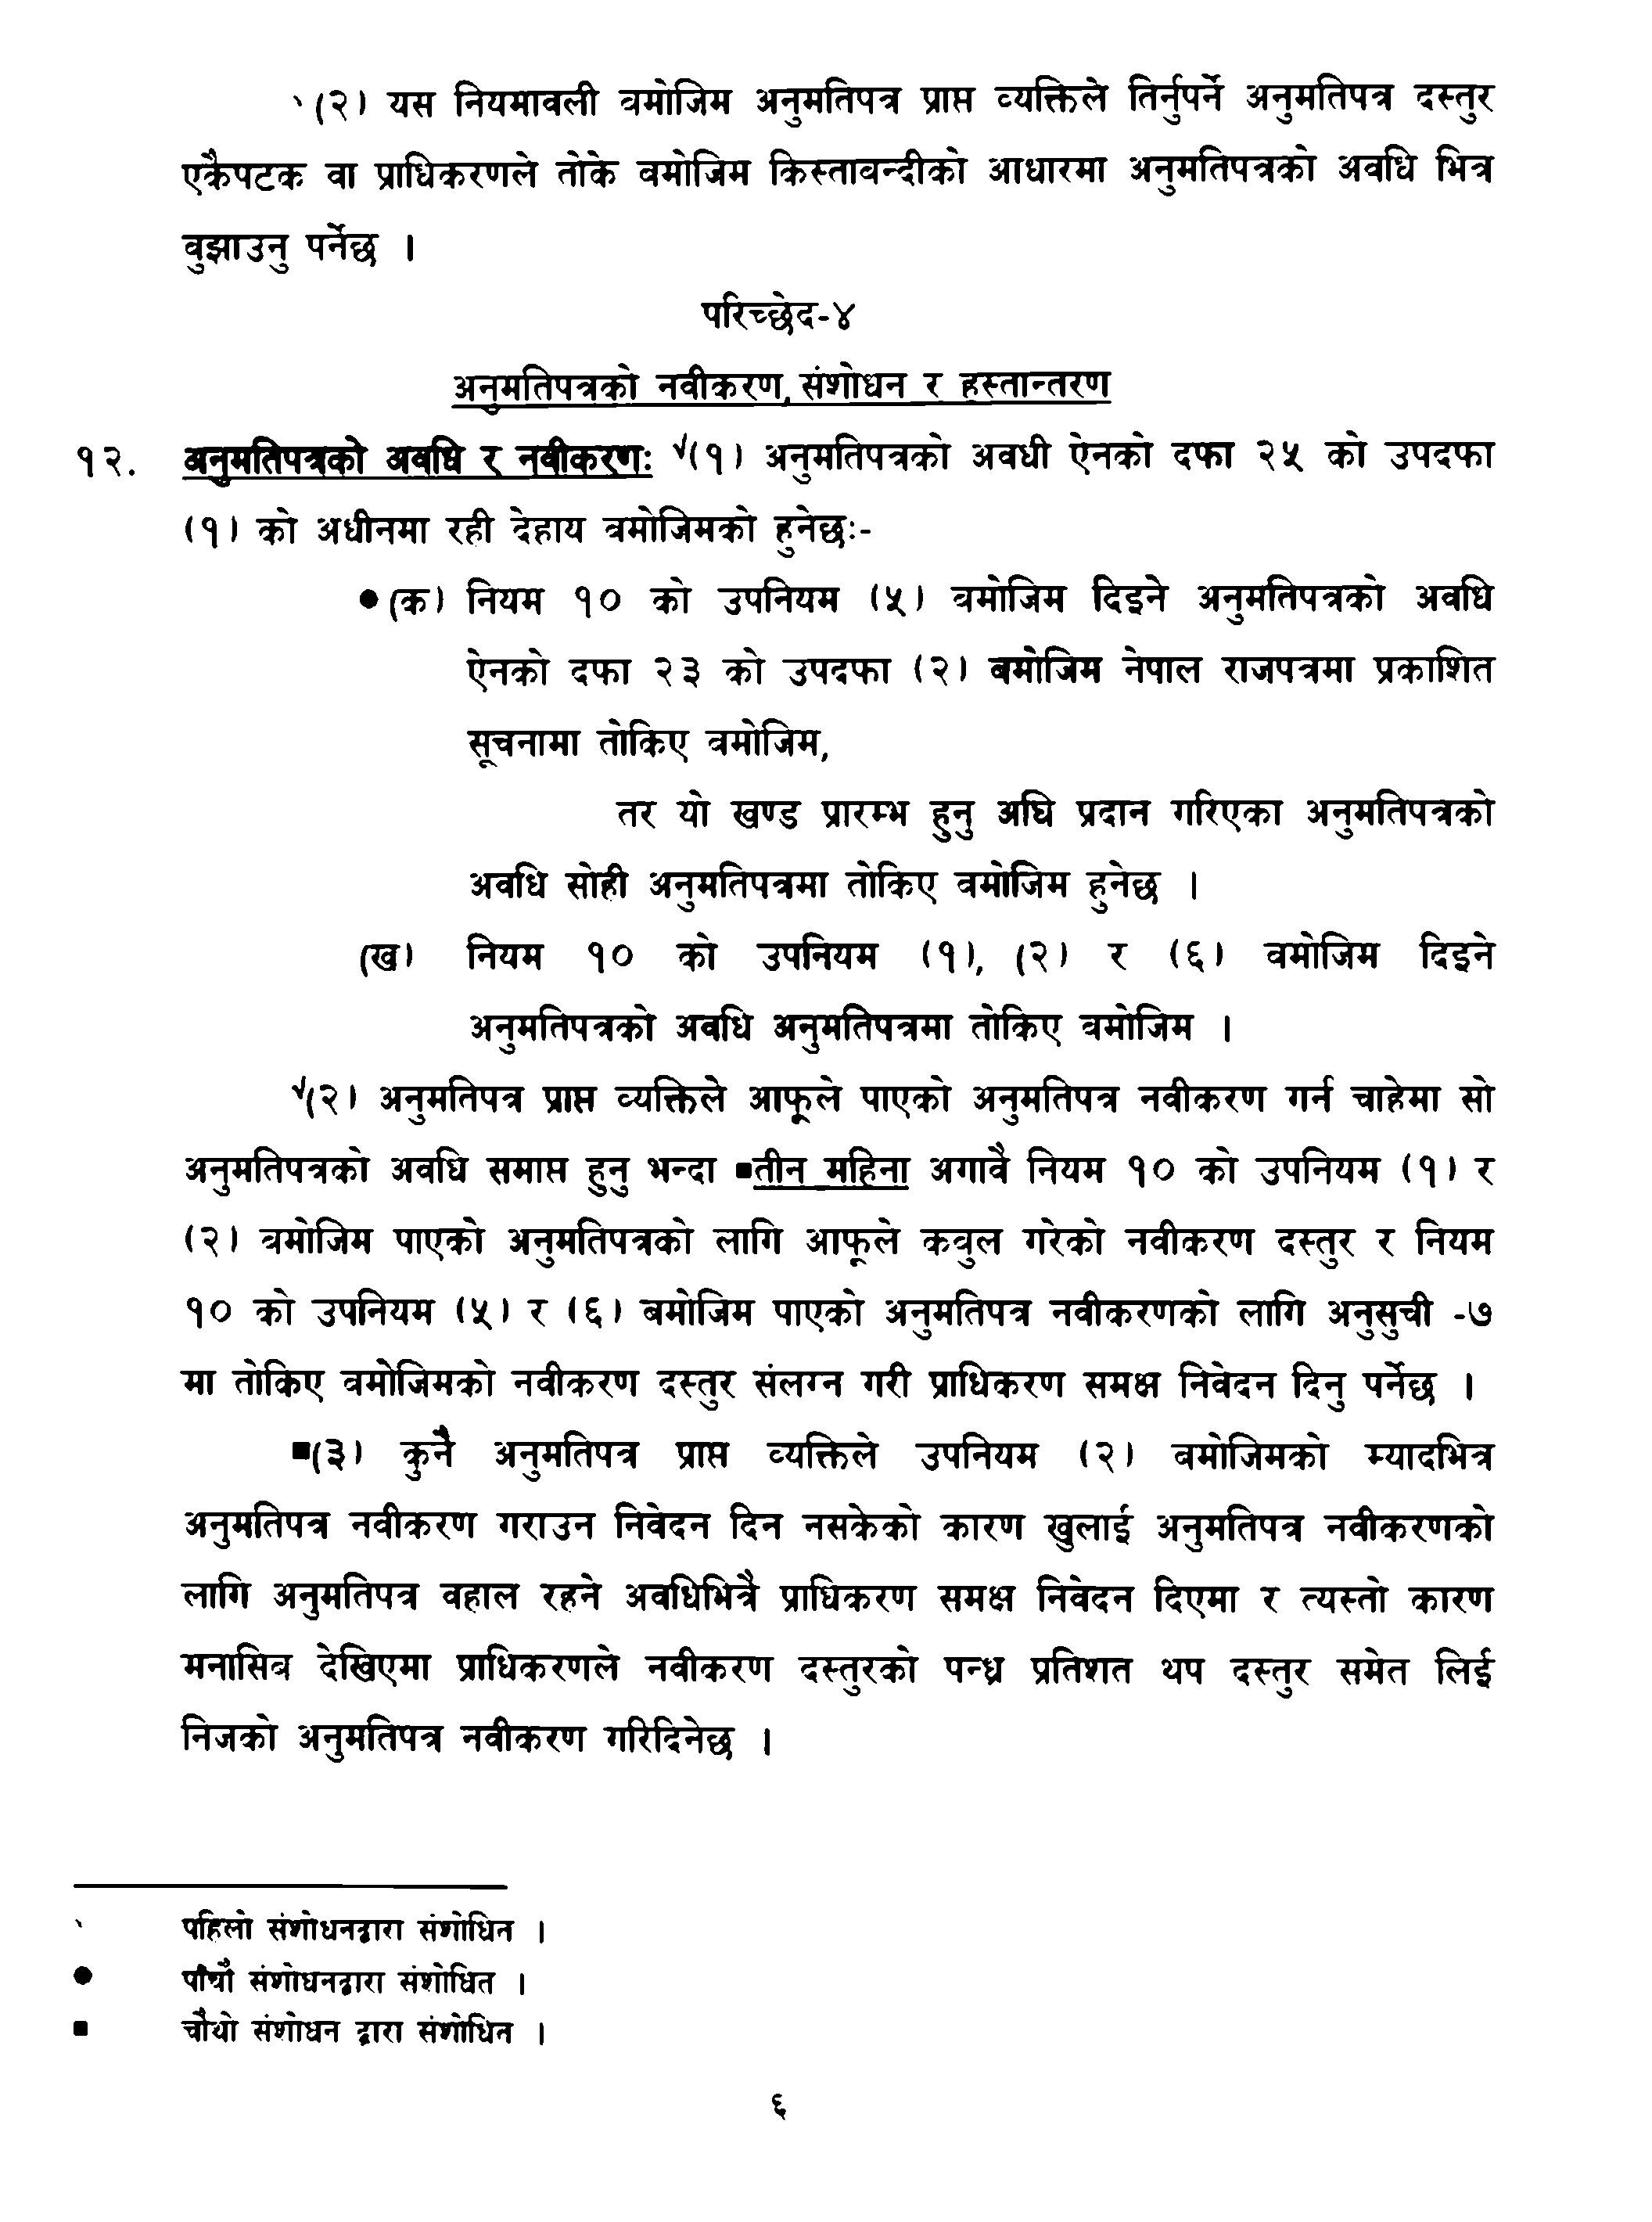 `(२) यस नियमावली बमोजिम अनुमतिपत्र प्राप्त व्यक्तिले तिर्नुपर्ने अनुमतिपत्र दस्तुर
एकैपटक वा प्राधिकरणले तोके बमोजिम किस्ताबन्दीको आधारमा अनुमतिपत्रको अवधि भित्र
बुझाउनु पर्नेछ ।
परिच्छेद-४
अनुमतिपत्रको नवीकरण, संशोधन र हस्तान्तरण
१२. अनुमतिपत्रको अवधि र नवीकरणः √(१) अनुमतिपत्रको अवधी ऐनको दफा २५ को उपदफा
(१) को अधीनमा रही देहाय बमोजिमको हुनेछः-
●(क) नियम १० को उपनियम (५) बमोजिम दिइने अनुमतिपत्रको अवधि
ऐनको दफा २३ को उपदफा (२) बमोजिम नेपाल राजपत्रमा प्रकाशित
सूचनामा तोकिए बमोजिम,
तर यो खण्ड प्रारम्भ हुनु अघि प्रदान गरिएका अनुमतिपत्रको
अवधि सोही अनुमतिपत्रमा तोकिए बमोजिम हुनेछ ।
(ख) नियम १० को उपनियम (१), (२) र (६) बमोजिम दिइने
अनुमतिपत्रको अवधि अनुमतिपत्रमा तोकिए बमोजिम ।
√(२) अनुमतिपत्र प्राप्त व्यक्तिले आफूले पाएको अनुमतिपत्र नवीकरण गर्न चाहेमा सो
अनुमतिपत्रको अवधि समाप्त हुनु भन्दा ■तीन महिना अगावै नियम १० को उपनियम (१) र
(२) बमोजिम पाएको अनुमतिपत्रको लागि आफूले कबुल गरेको नवीकरण दस्तुर र नियम
१० को उपनियम (५) र (६) बमोजिम पाएको अनुमतिपत्र नवीकरणको लागि अनुसुची -७
मा तोकिए बमोजिमको नवीकरण दस्तुर संलग्न गरी प्राधिकरण समक्ष निवेदन दिनु पर्नेछ ।
■(३) कुनै अनुमतिपत्र प्राप्त व्यक्तिले उपनियम (२) बमोजिमको म्यादभित्र
अनुमतिपत्र नवीकरण गराउन निवेदन दिन नसकेको कारण खुलाई अनुमतिपत्र नवीकरणको
लागि अनुमतिपत्र बहाल रहने अवधिभित्रै प्राधिकरण समक्ष निवेदन दिएमा र त्यस्तो कारण
मनासिब देखिएमा प्राधिकरणले नवीकरण दस्तुरको पन्ध्र प्रतिशत थप दस्तुर समेत लिई
निजको अनुमतिपत्र नवीकरण गरिदिनेछ ।
` पहिलो संशोधनद्वारा संशोधित ।
● पाँचौं संशोधनद्वारा संशोधित ।
■ चौथो संशोधन द्वारा संशोधित ।
६